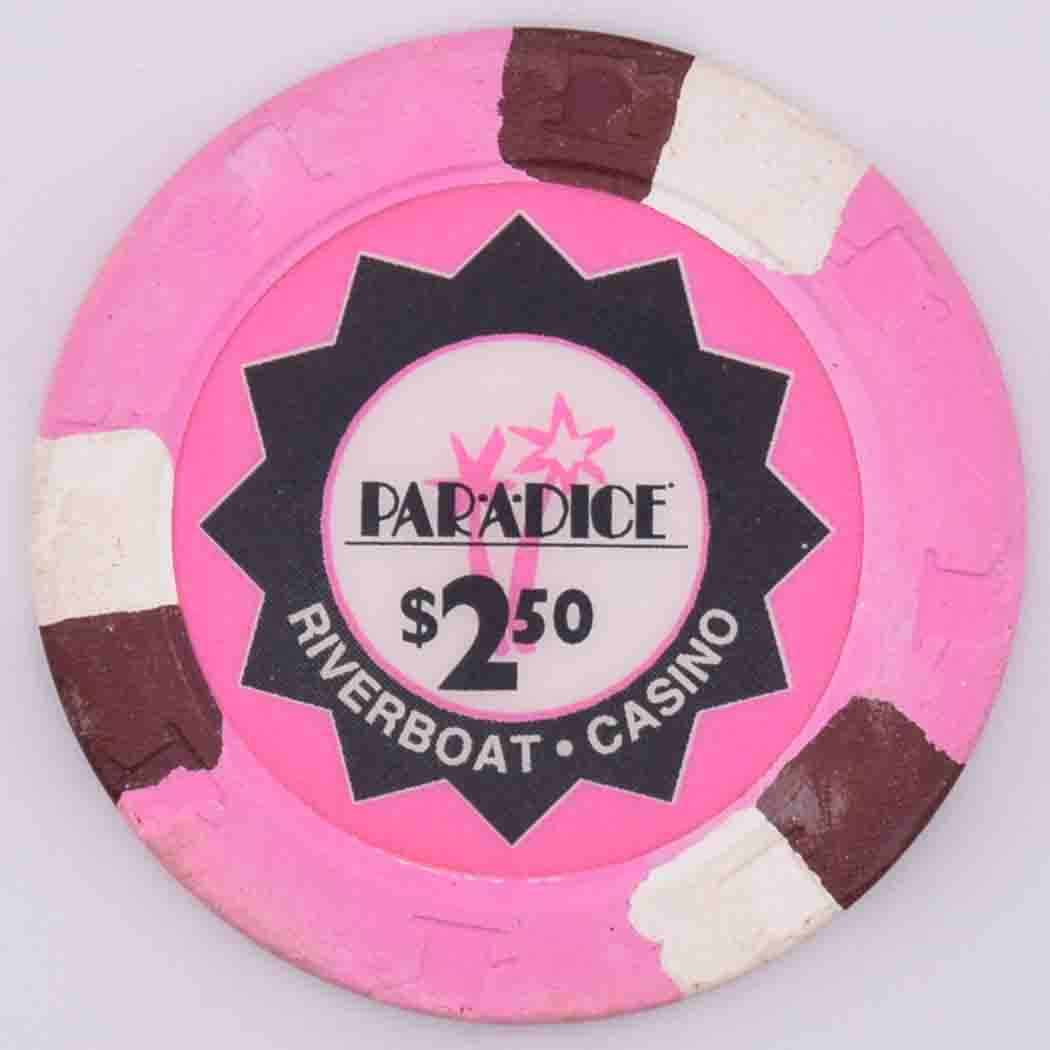 PAR·A·DICE
$2.50
RIVERBOAT • CASINO